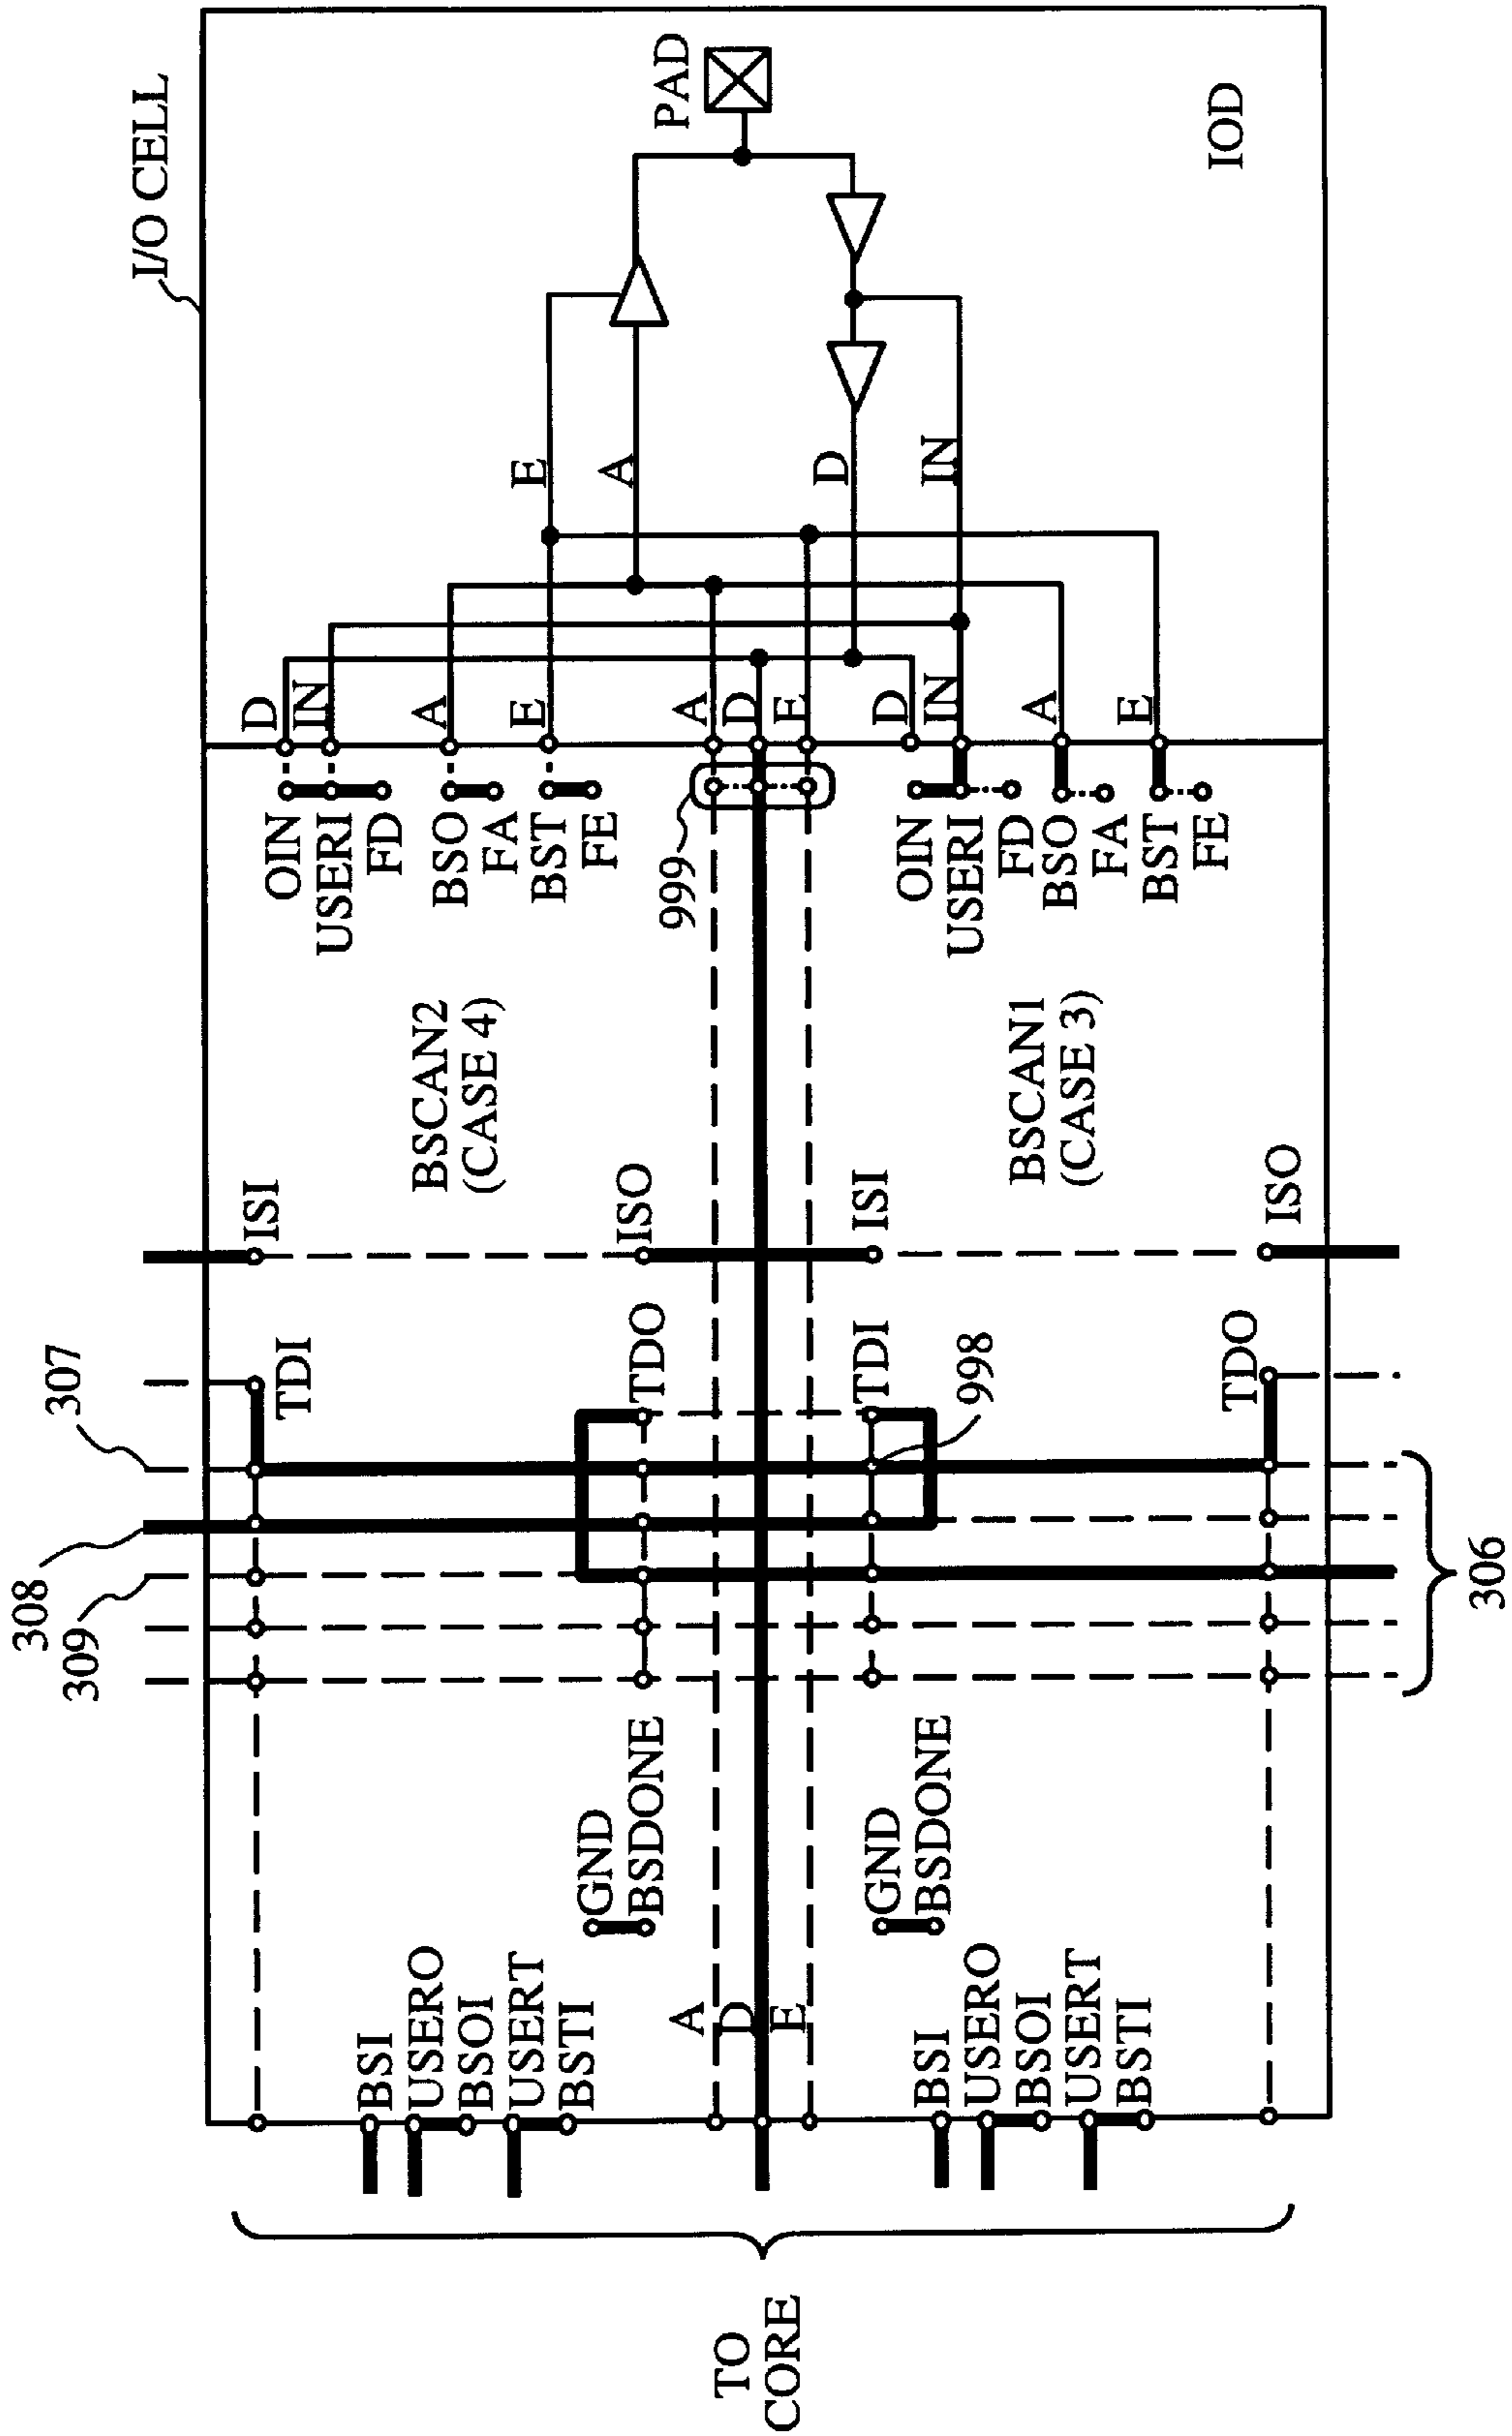 I/O CELL
PAD
IOD
E
A
D
IN
D
IN
A
E
A
D
E
D
IN
A
E
OIN
USERI
FD
BSO
FA
BST
FE
999
OIN
USERI
FD
BSO
FA
BST
FE
BSCAN2
(CASE 4)
BSCAN1
(CASE 3)
ISI
ISO
ISI
ISO
307
TDI
TDO
TDI
998
TDO
308
309
306
GND
BSDONE
GND
BSDONE
BSI
USERO
BSOI
USERT
BSTI
A
D
E
BSI
USERO
BSOI
USERT
BSTI
TO
CORE